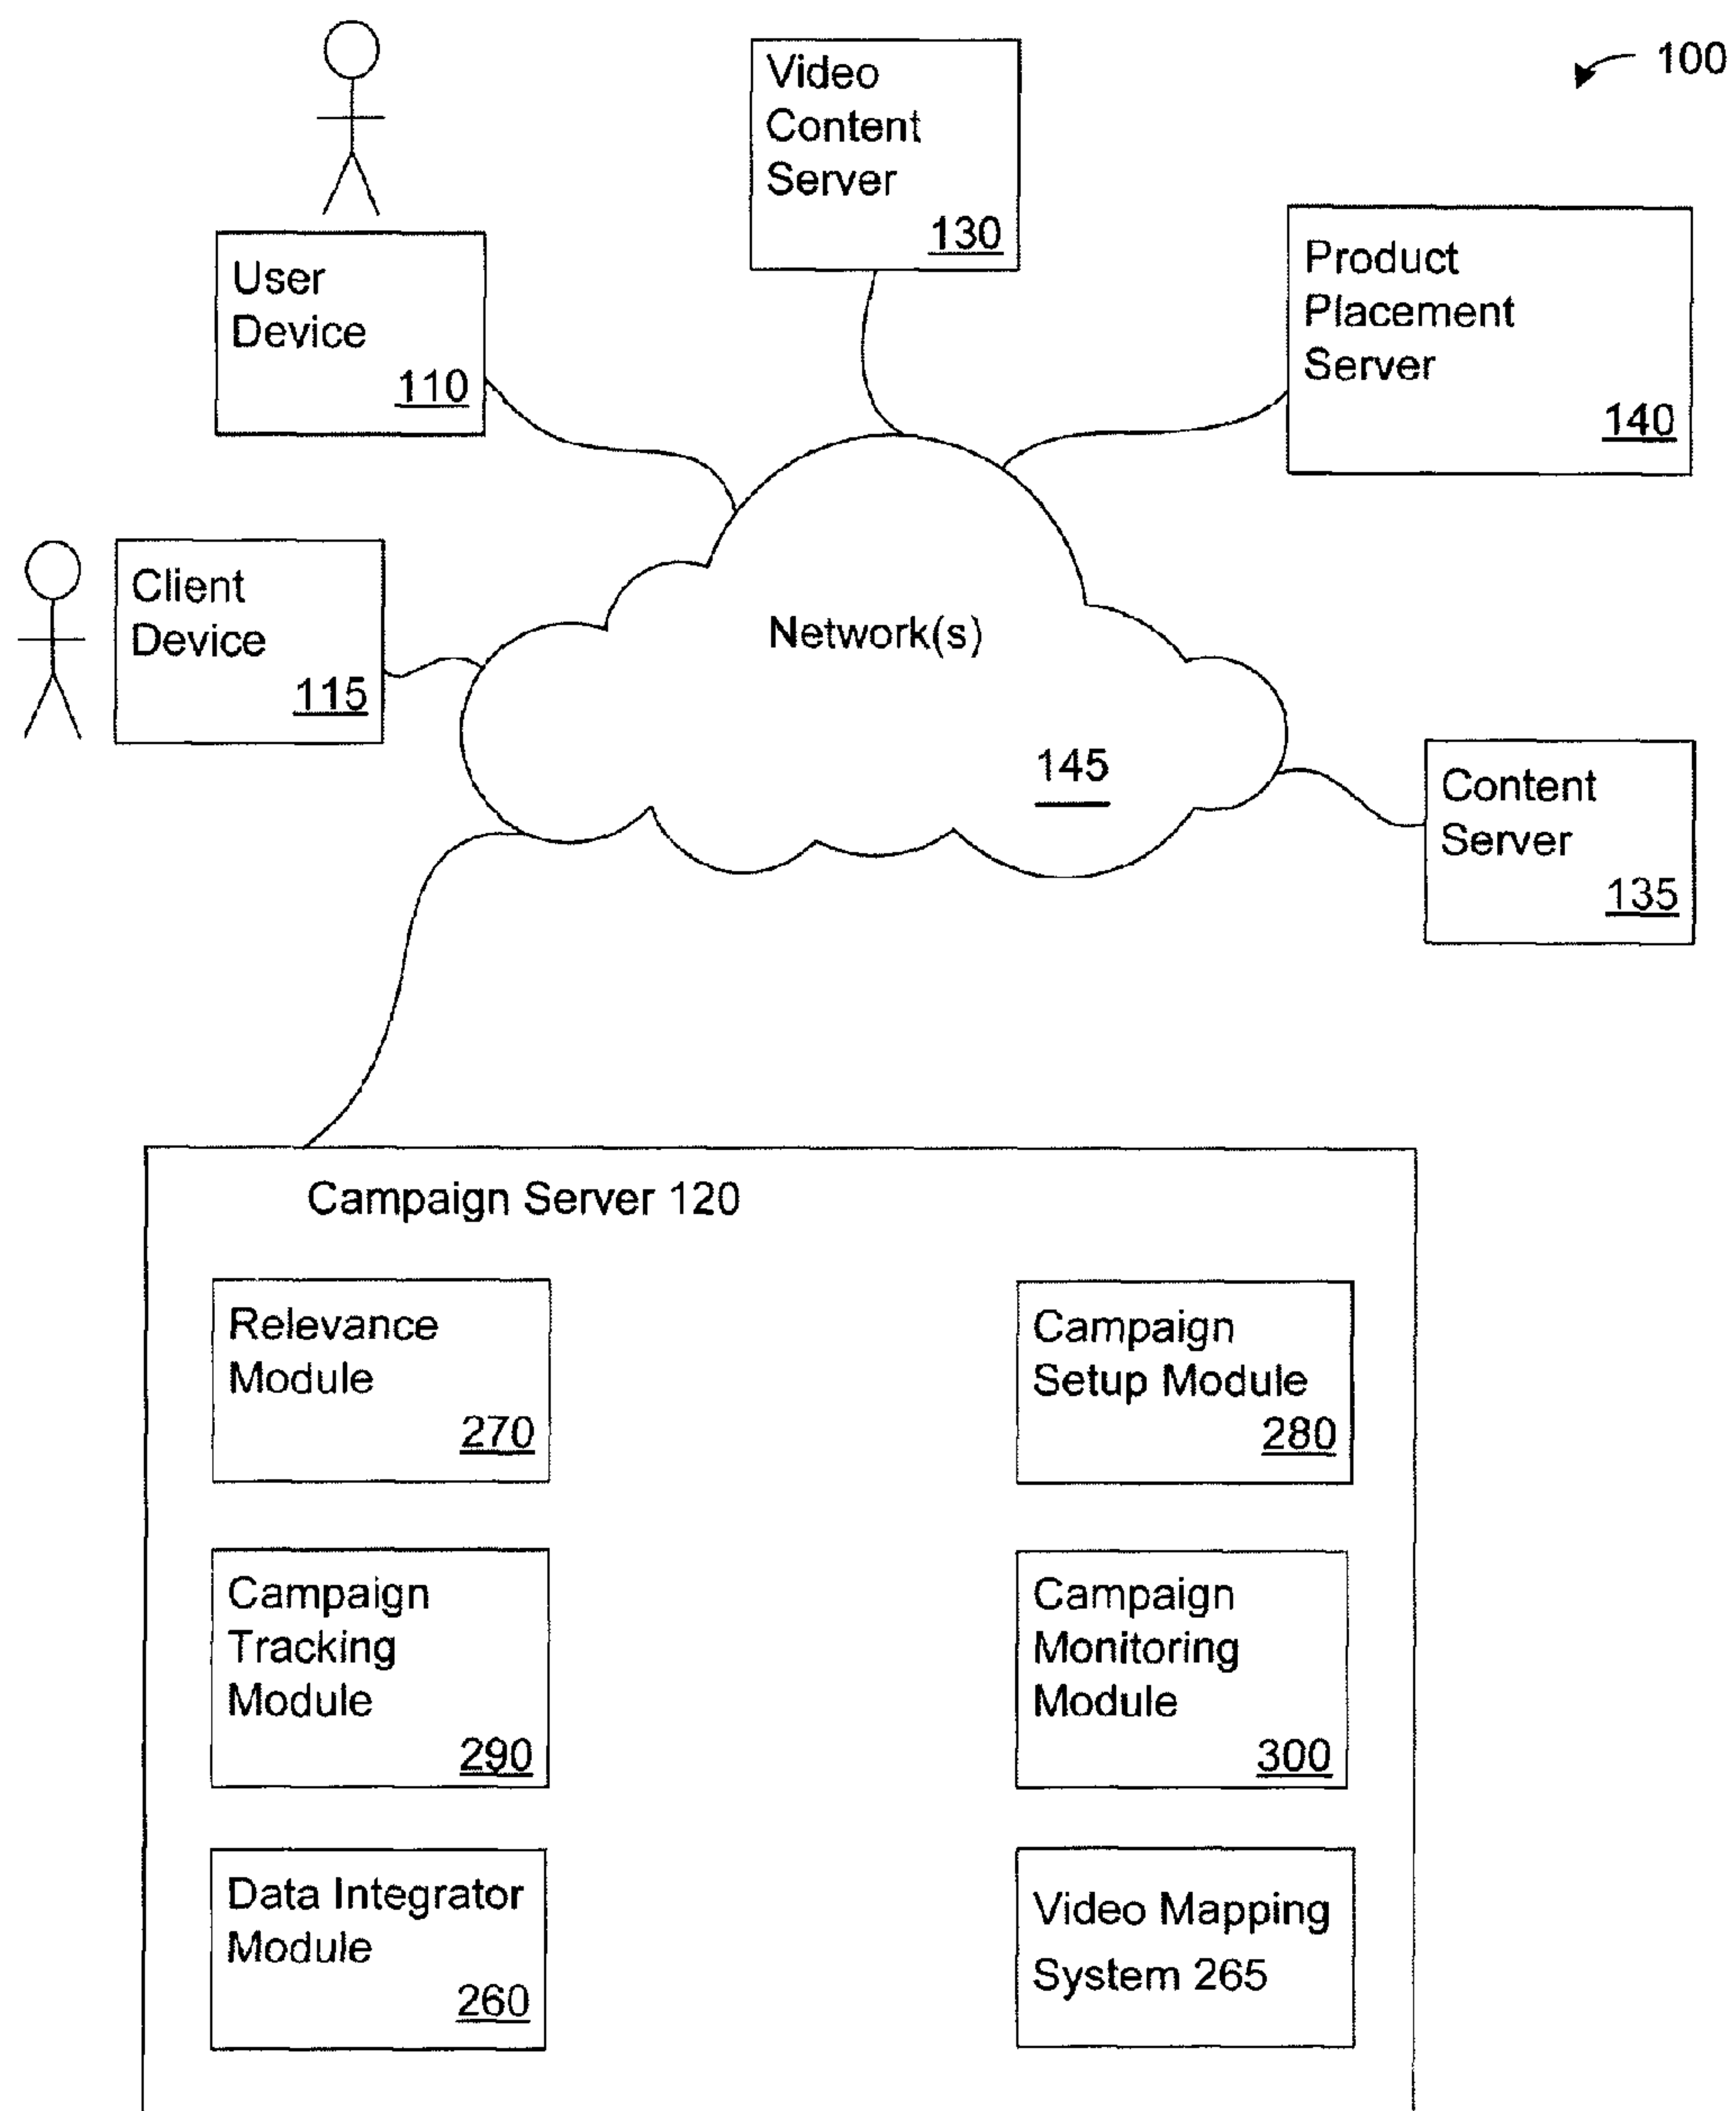 100
Video
Content
Server
130
User
Device
110
Product
Placement
Server
140
Client
Device
115
Network(s)
145
Content
Server
135
Campaign Server 120
Relevance
Module
270
Campaign
Setup Module
280
Campaign
Tracking
Module
290
Campaign
Monitoring
Module
300
Data Integrator
Module
260
Video Mapping
System 265